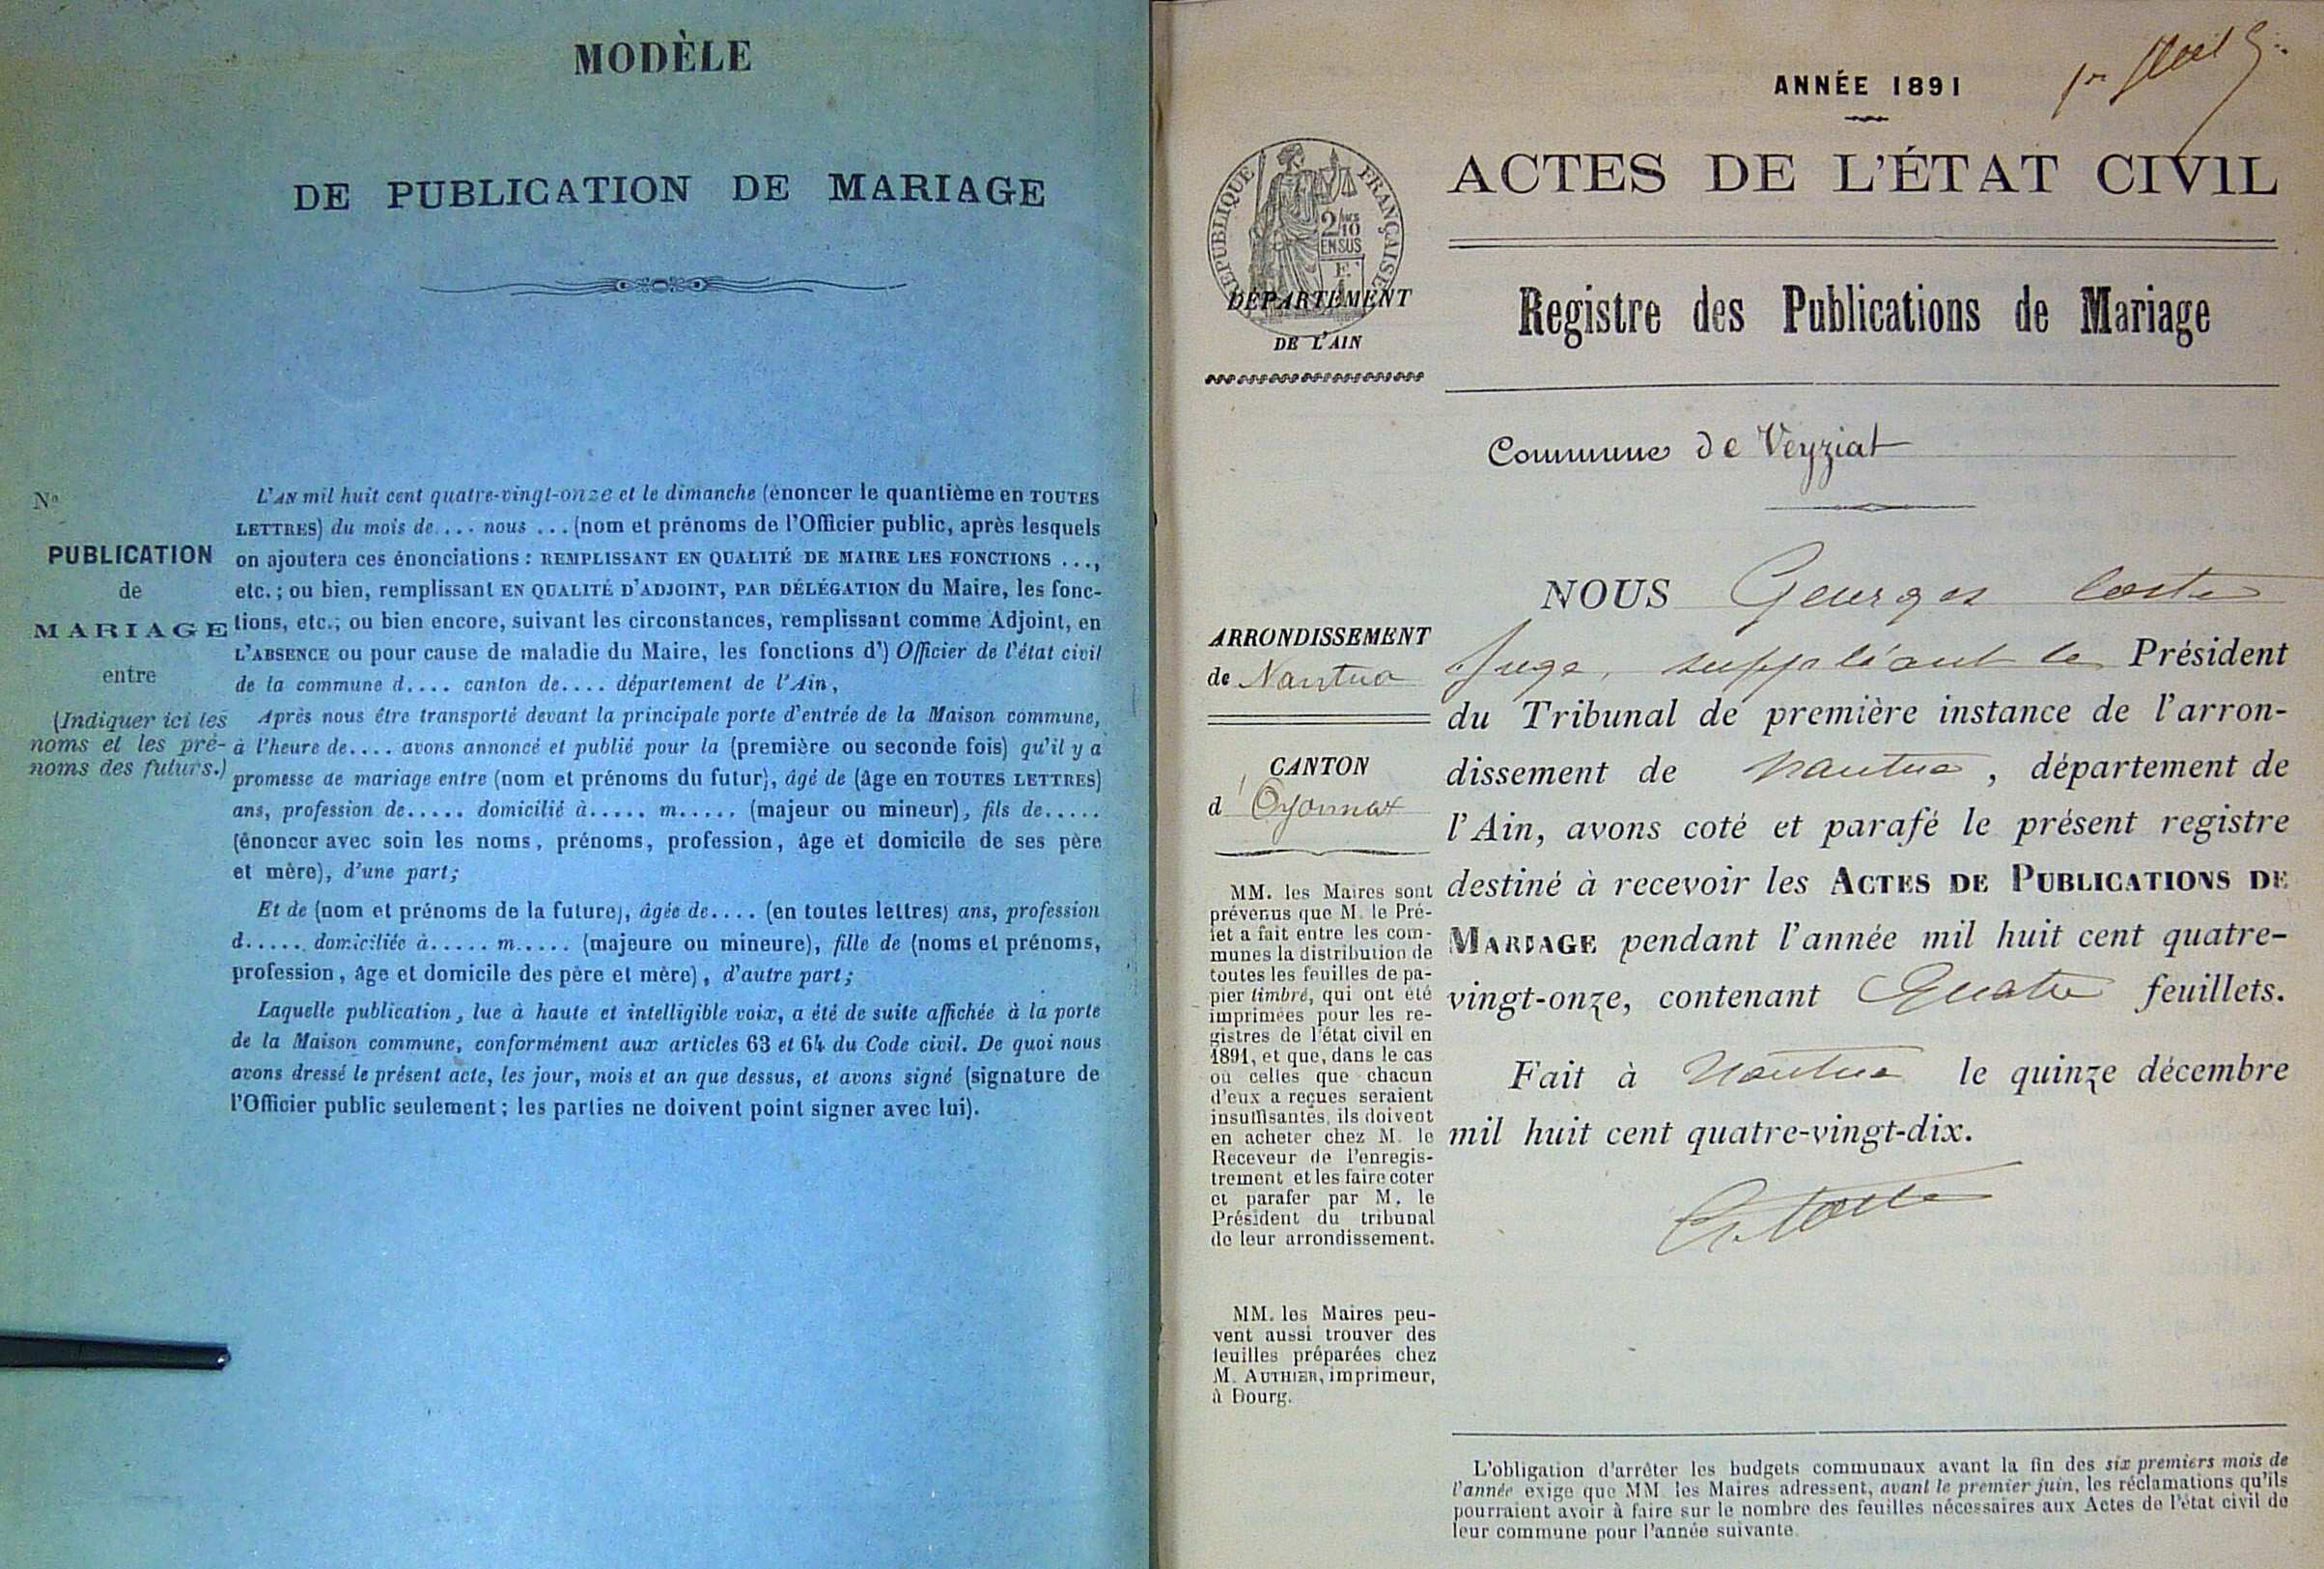 MODÈLE
DE PUBLICATION DE MARIAGE
No
PUBLICATION
de
MARIAGE
entre
(Indiquer ici les
noms et les pré-
noms des futurs.)
L'AN mil huit cent quatre-vingt-onze et le dimanche (énoncer le quantième en TOUTES
LETTRES) du mois de.... nous ... (nom et prénoms de l'Officier public, après lesquels
on ajoutera ces énonciations : REMPLISSANT EN QUALITÉ DE MAIRE LES FONCTIONS ...,
etc. ; ou bien, remplissant EN QUALITÉ D'ADJOINT, PAR DÉLÉGATION du Maire, les fonc-
tions, etc.; ou bien encore, suivant les circonstances, remplissant comme Adjoint, en
L'ABSENCE ou pour cause de maladie du Maire, les fonctions d') Officier de l'état civil
de la commune d.... canton de.... département de l'Ain,
Après nous être transporté devant la principale porte d'entrée de la Maison commune,
à l'heure de.... avons annoncé et publié pour la (première ou seconde fois) qu'il y a
promesse de mariage entre (nom et prénoms du futur), âgé de (âge en TOUTES LETTRES)
ans, profession de..... domicilié à..... m..... (majeur ou mineur), fils de.....
(énoncer avec soin les noms, prénoms, profession, âge et domicile de ses père
et mère), d'une part;
Et de (nom et prénoms de la future), âgée de.... (en toutes lettres) ans, profession
d..... domiciliée à..... m..... (majeure ou mineure), fille de (noms et prénoms,
profession, âge et domicile des père et mère), d'autre part;
Laquelle publication, lue à haute et intelligible voix, a été de suite affichée à la porte
de la Maison commune, conformément aux articles 63 et 64 du Code civil. De quoi nous
avons dressé le présent acte, les jour, mois et an que dessus, et avons signé (signature de
l'Officier public seulement ; les parties ne doivent point signer avec lui).
ANNÉE 1891
ACTES DE L'ÉTAT CIVIL
RÉPUBLIQUE FRANÇAISE
2/10
EN SUS
DÉPARTEMENT
DE L'AIN
Registre des Publications de Mariage
Commune de Veyziat
ARRONDISSEMENT
de Nantua
CANTON
d'Oyonnax
MM. les Maires sont
prévenus que M. le Pré-
fet a fait entre les com-
munes la distribution de
toutes les feuilles de pa-
pier timbré, qui ont été
imprimées pour les re-
gistres de l'état civil en
1891, et que, dans le cas
où celles que chacun
d'eux a reçues seraient
insuffisantes, ils doivent
en acheter chez M. le
Receveur de l'enregis-
trement et les faire coter
et parafer par M. le
Président du tribunal
de leur arrondissement.
MM. les Maires peu-
vent aussi trouver des
feuilles préparées chez
M. AUTHIER, imprimeur,
à Bourg.
NOUS Georges Coste
Juge suppléant le Président
du Tribunal de première instance de l'arron-
dissement de Nantua, département de
l'Ain, avons coté et parafé le présent registre
destiné à recevoir les ACTES DE PUBLICATIONS DE
MARIAGE pendant l'année mil huit cent quatre-
vingt-onze, contenant Quatre feuillets.
Fait à Nantua le quinze décembre
mil huit cent quatre-vingt-dix.
G. Coste
L'obligation d'arrêter les budgets communaux avant la fin des six premiers mois de
l'année exige que MM. les Maires adressent, avant le premier juin, les réclamations qu'ils
pourraient avoir à faire sur le nombre des feuilles nécessaires aux Actes de l'état civil de
leur commune pour l'année suivante.